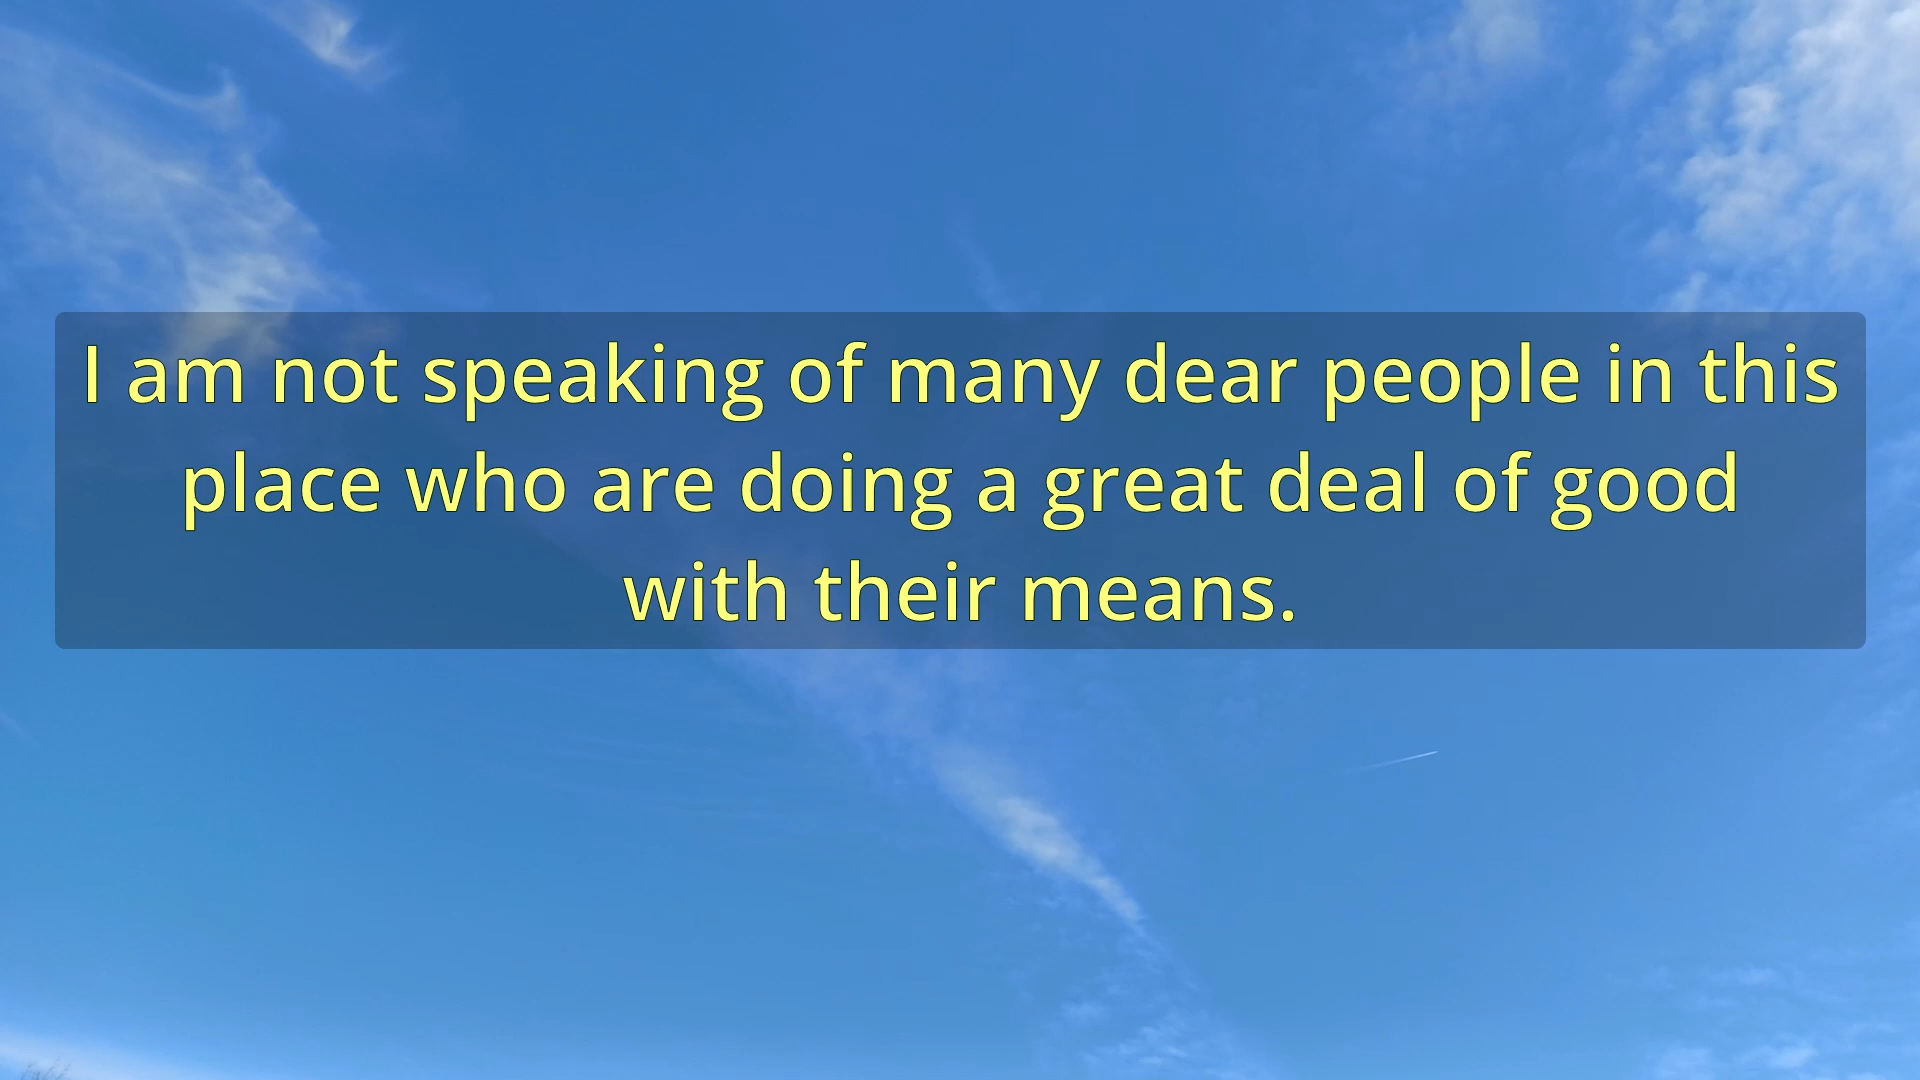 I am not speaking of many dear people in this
place who are doing a great deal of good
with their means.